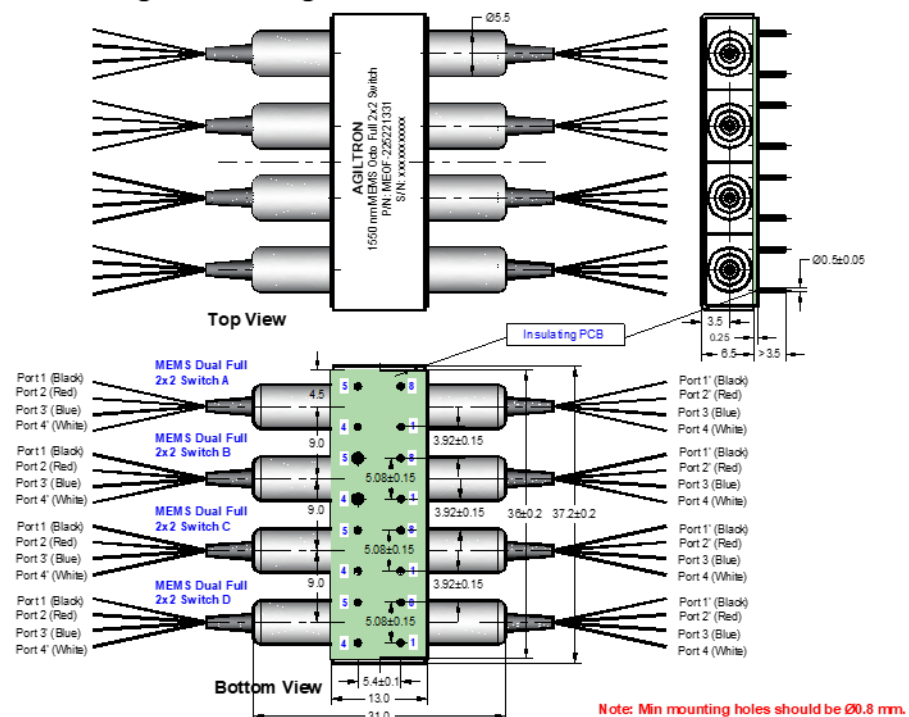 Ø5.5
AGILTRON
1550 nm MEMS Octo Full 2x2 Switch
P/N: MEOF-225221331
S/N: xxxxxxxxxxxx
Ø0.5±0.05
3.5
0.25
6.5
>3.5
Top View
Insulating PCB
MEMS Dual Full
2x2 Switch A
Port 1 (Black)
Port 2 (Red)
Port 3' (Blue)
Port 4' (White)
4.5
5
8
4
1
Port 1' (Black)
Port 2' (Red)
Port 3 (Blue)
Port 4 (White)
9.0
3.92±0.15
MEMS Dual Full
2x2 Switch B
Port 1 (Black)
Port 2 (Red)
Port 3' (Blue)
Port 4' (White)
5
8
5.08±0.15
4
1
Port 1' (Black)
Port 2' (Red)
Port 3 (Blue)
Port 4 (White)
9.0
3.92±0.15
36±0.2
37.2±0.2
MEMS Dual Full
2x2 Switch C
Port 1 (Black)
Port 2 (Red)
Port 3' (Blue)
Port 4' (White)
5
8
5.08±0.15
4
1
Port 1' (Black)
Port 2' (Red)
Port 3 (Blue)
Port 4 (White)
9.0
3.92±0.15
MEMS Dual Full
2x2 Switch D
Port 1 (Black)
Port 2 (Red)
Port 3' (Blue)
Port 4' (White)
5
8
5.08±0.15
4
1
Port 1' (Black)
Port 2' (Red)
Port 3 (Blue)
Port 4 (White)
Bottom View
5.4±0.1
13.0
31.0
Note: Min mounting holes should be Ø0.8 mm.